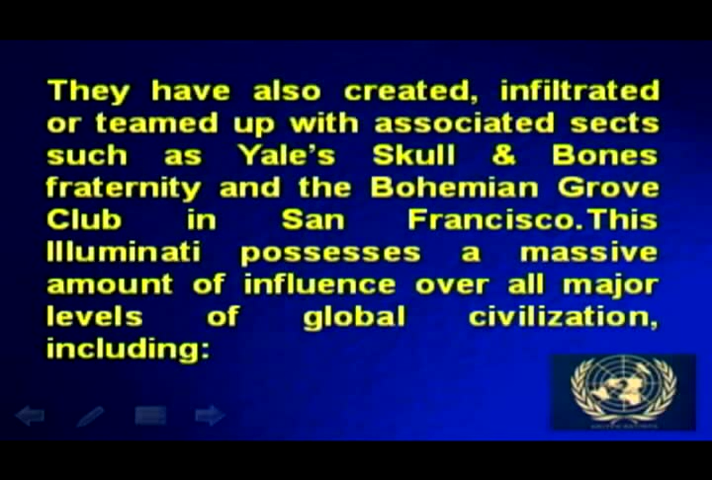 They have also created, infiltrated
or teamed up with associated sects
such as Yale's Skull & Bones
fraternity and the Bohemian Grove
Club in San Francisco.This
Illuminati possesses a massive
amount of influence over all major
levels of global civilization,
including: